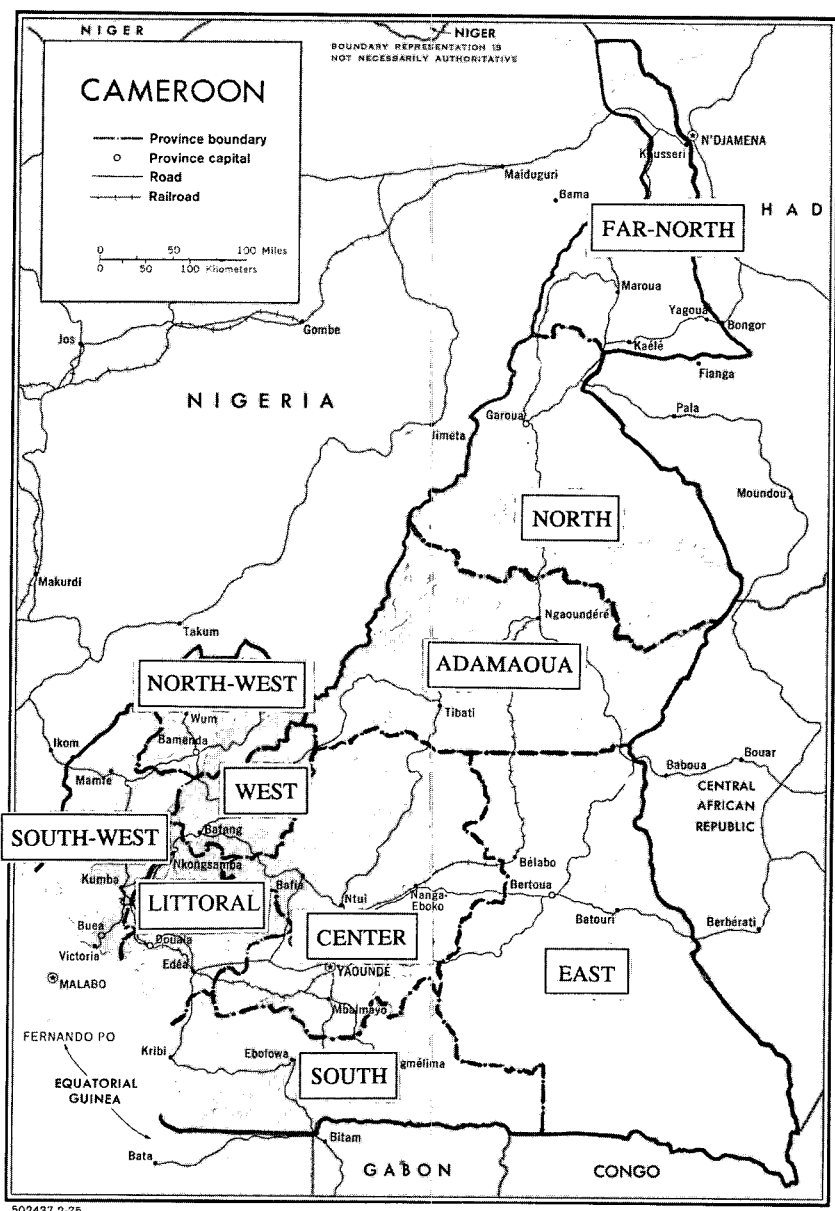 NIGER
NIGER
BOUNDARY REPRESENTATION IS
NOT NECESSARILY AUTHORITATIVE
CAMEROON
Province boundary
Province capital
Road
Railroad
0 50 100 Miles
0 50 100 Kilometers
N'DJAMENA
Kousseri
Maiduguri
Bama
HAD
FAR-NORTH
Maroua
Yagoua
Bongor
Gombe
Jos
Kaélé
Fianga
NIGERIA
Garoua
Pala
Jimeta
Moundou
NORTH
Makurdi
Ngaoundéré
Takum
ADAMAOUA
NORTH-WEST
Wum
Tibati
Ikom
Bamenda
Baboua
Bouar
Mamfe
CENTRAL
AFRICAN
REPUBLIC
WEST
SOUTH-WEST
Bafang
Nkongsamba
Bélabo
Kumba
Bafia
Bertoua
LITTORAL
Ntui
Nanga-
Eboko
Batouri
Berbérati
Buea
CENTER
Victoria
Douala
Edéa
YAOUNDE
EAST
MALABO
Mbalmayo
FERNANDO PO
Kribi
Ebolowa
gmélima
SOUTH
EQUATORIAL
GUINEA
Bitam
Bata
GABON
CONGO
502437 2-75